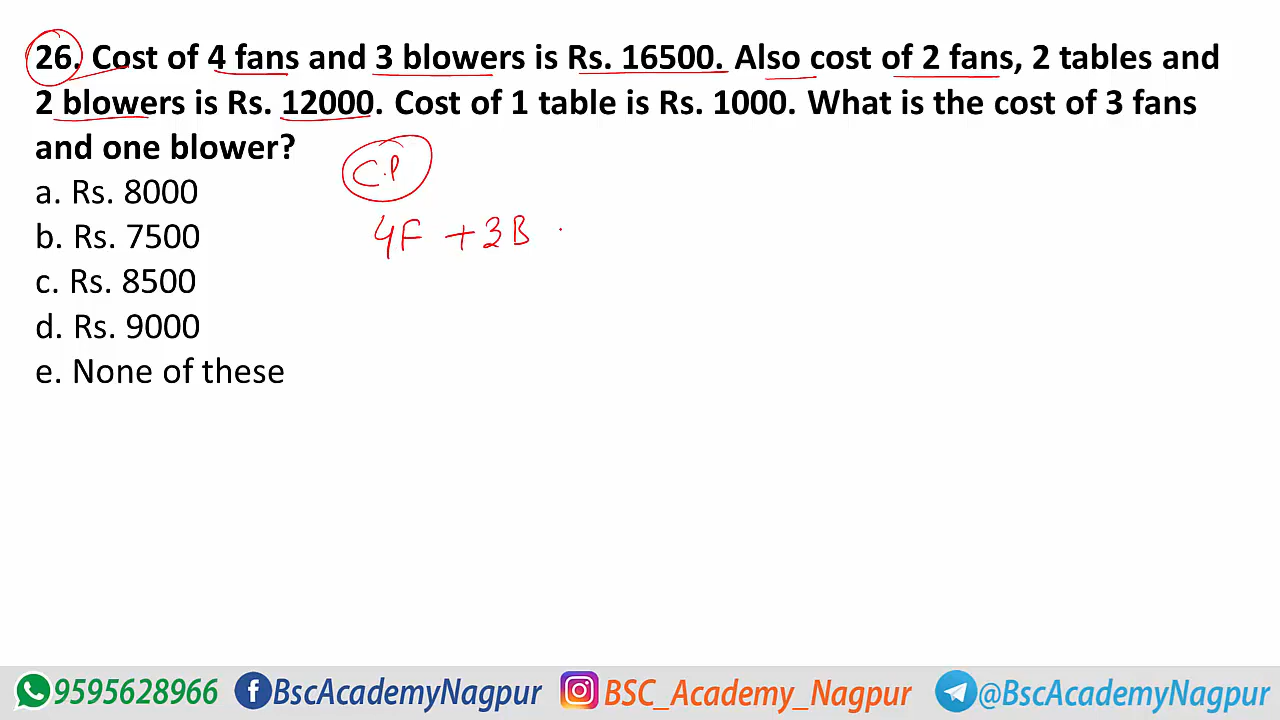 26. Cost of 4 fans and 3 blowers is Rs. 16500. Also cost of 2 fans, 2 tables and
2 blowers is Rs. 12000. Cost of 1 table is Rs. 1000. What is the cost of 3 fans
and one blower?
C.P
a. Rs. 8000
b. Rs. 7500
4F + 3B
c. Rs. 8500
d. Rs. 9000
e. None of these
9595628966 BscAcademyNagpur BSC_Academy_Nagpur @BscAcademyNagpur